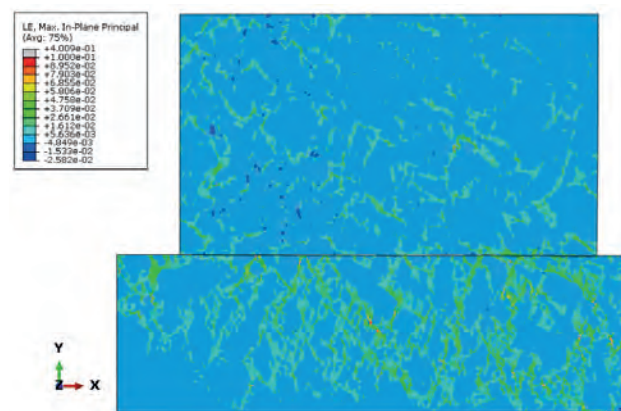 LE, Max. In-Plane Principal
(Avg: 75%)
+4.009e-01
+1.000e-01
+8.952e-02
+7.903e-02
+6.855e-02
+5.806e-02
+4.758e-02
+3.709e-02
+2.661e-02
+1.612e-02
+5.636e-03
-4.849e-03
-1.533e-02
-2.582e-02
Y
Z
X